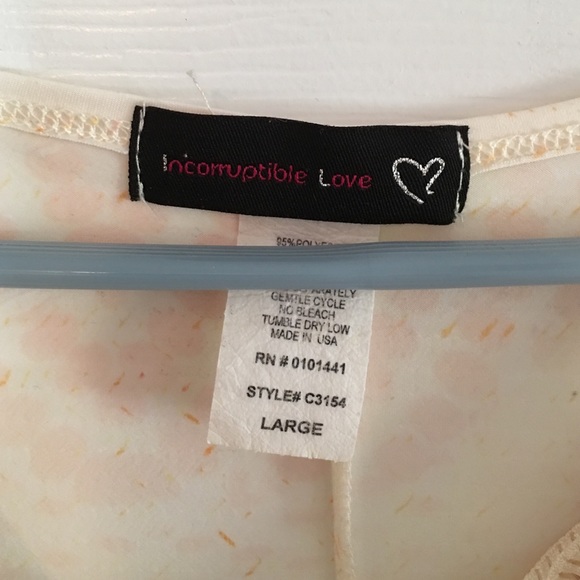 Incorruptible Love
95% POLYES
GENTLE CYCLE
NO BLEACH
TUMBLE DRY LOW
MADE IN USA
RN # 0101441
STYLE# C3154
LARGE